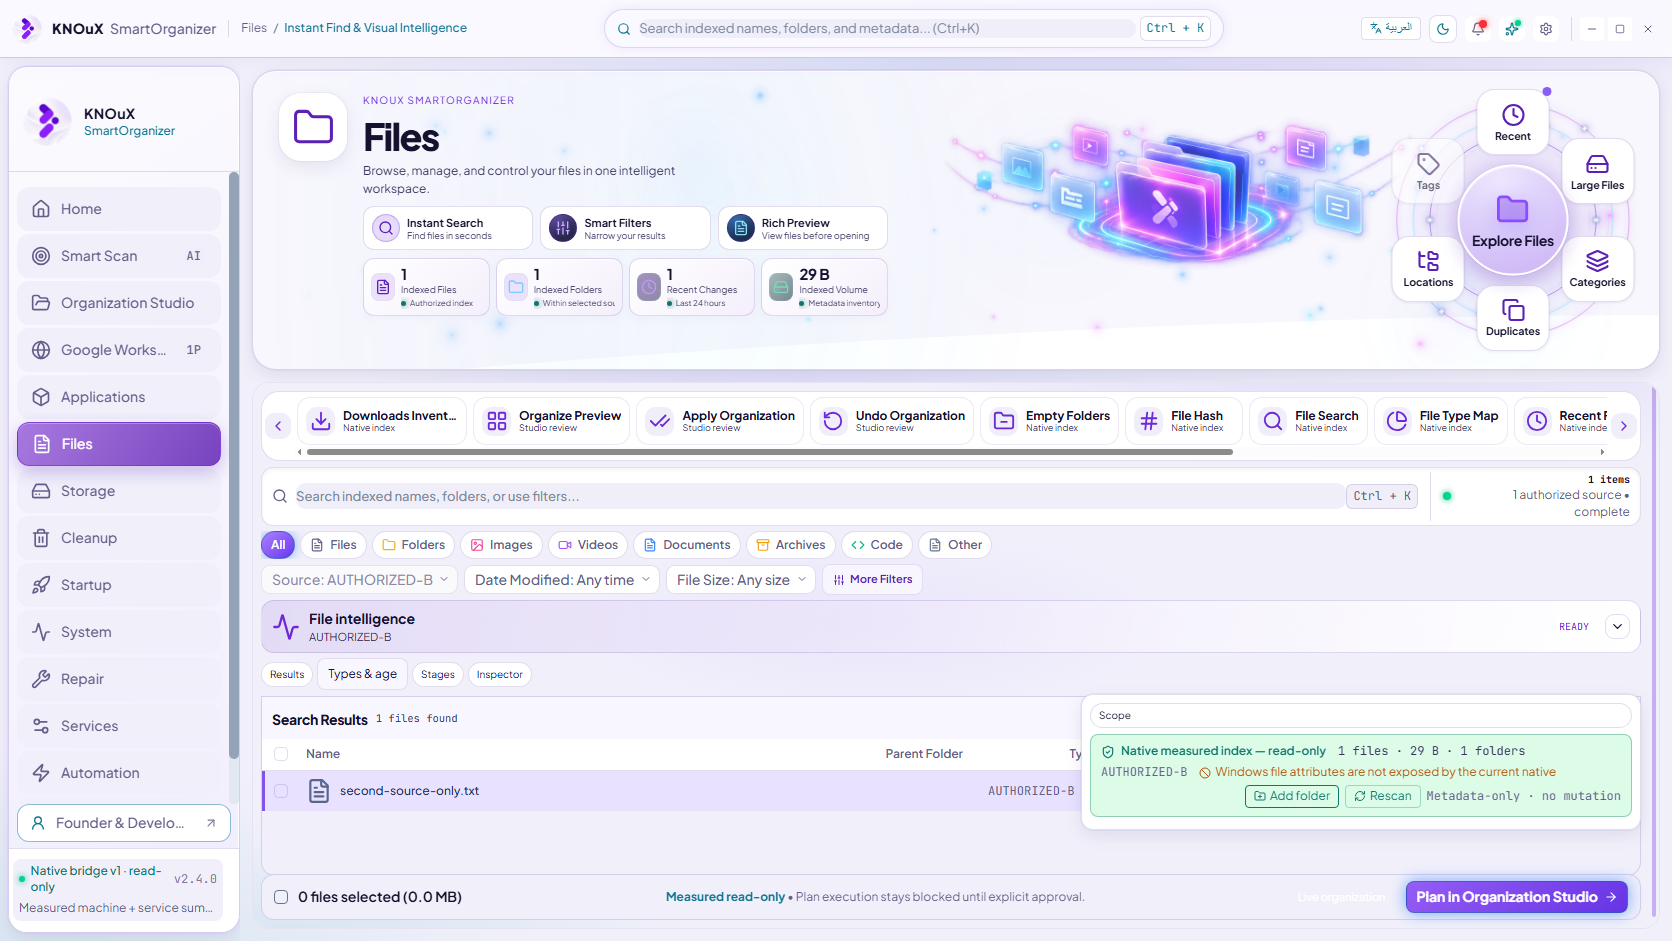 KNOuX SmartOrganizer
Files / Instant Find & Visual Intelligence
Search indexed names, folders, and metadata... (Ctrl+K)
Ctrl + K
العربية
KNOuX
SmartOrganizer
Home
Smart Scan AI
Organization Studio
Google Works... 1P
Applications
Files
Storage
Cleanup
Startup
System
Repair
Services
Automation
Founder & Develo...
Native bridge v1 · read-only
v2.4.0
Measured machine + service sum...
KNOUX SMARTORGANIZER
Files
Browse, manage, and control your files in one intelligent
workspace.
Instant Search
Find files in seconds
Smart Filters
Narrow your results
Rich Preview
View files before opening
1
Indexed Files
Authorized index
1
Indexed Folders
Within selected sou
1
Recent Changes
Last 24 hours
29 B
Indexed Volume
Metadata inventory
Recent
Tags
Large Files
Explore Files
Locations
Categories
Duplicates
Downloads Invent...
Native index
Organize Preview
Studio review
Apply Organization
Studio review
Undo Organization
Studio review
Empty Folders
Native index
File Hash
Native index
File Search
Native index
File Type Map
Native index
Recent F
Native inde
Search indexed names, folders, or use filters...
Ctrl + K
1 items
1 authorized source •
complete
All
Files
Folders
Images
Videos
Documents
Archives
Code
Other
Source: AUTHORIZED-B
Date Modified: Any time
File Size: Any size
More Filters
File intelligence
AUTHORIZED-B
READY
Results
Types & age
Stages
Inspector
Search Results 1 files found
Name
Parent Folder
Ty
second-source-only.txt
AUTHORIZED-B
Scope
Native measured index — read-only 1 files · 29 B · 1 folders
AUTHORIZED-B Windows file attributes are not exposed by the current native
Add folder
Rescan
Metadata-only · no mutation
0 files selected (0.0 MB)
Measured read-only • Plan execution stays blocked until explicit approval.
Live organization
Plan in Organization Studio